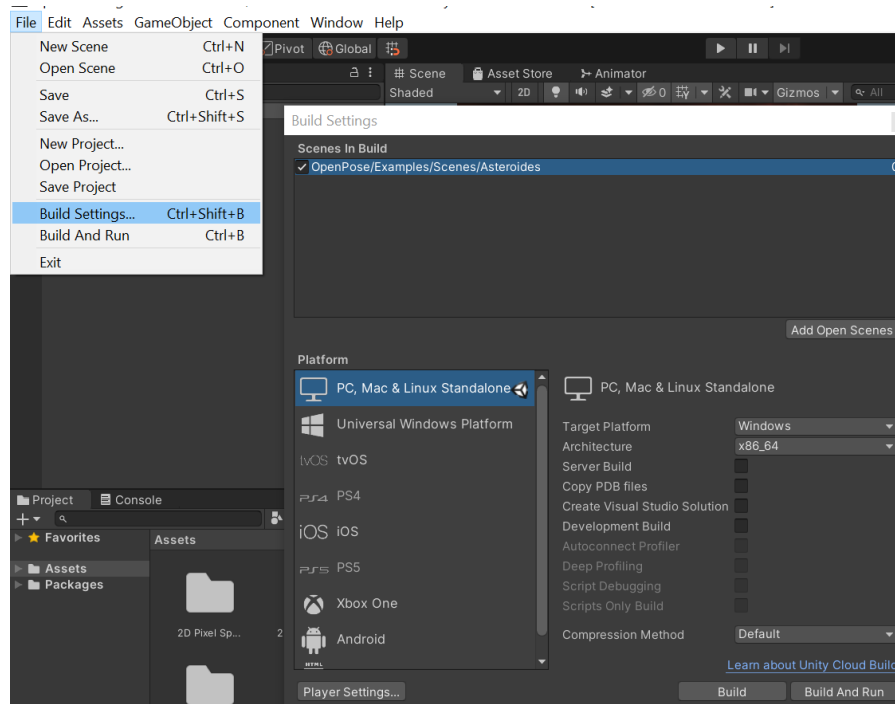 File Edit Assets GameObject Component Window Help
New Scene Ctrl+N
Open Scene Ctrl+O
Save Ctrl+S
Save As... Ctrl+Shift+S
New Project...
Open Project...
Save Project
Build Settings... Ctrl+Shift+B
Build And Run Ctrl+B
Exit
Pivot Global
# Scene Asset Store Animator
Shaded 2D 0 Gizmos All
Build Settings
Scenes In Build
OpenPose/Examples/Scenes/Asteroides
Add Open Scenes
Platform
PC, Mac & Linux Standalone
Universal Windows Platform
tvOS tvOS
PS4 PS4
iOS iOS
PS5 PS5
Xbox One
Android
HTML
PC, Mac & Linux Standalone
Target Platform Windows
Architecture x86_64
Server Build
Copy PDB files
Create Visual Studio Solution
Development Build
Autoconnect Profiler
Deep Profiling
Script Debugging
Scripts Only Build
Compression Method Default
Learn about Unity Cloud Build
Player Settings... Build Build And Run
Project Console
Favorites
Assets
Packages
Assets
2D Pixel Sp... 2